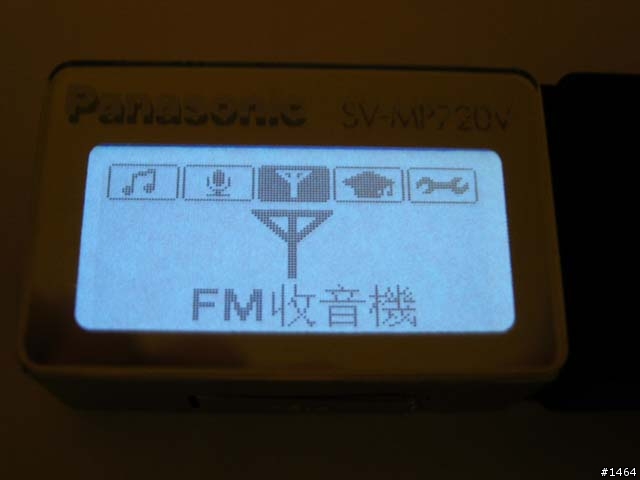 Panasonic SV-MP720V
FM收音機
#1464